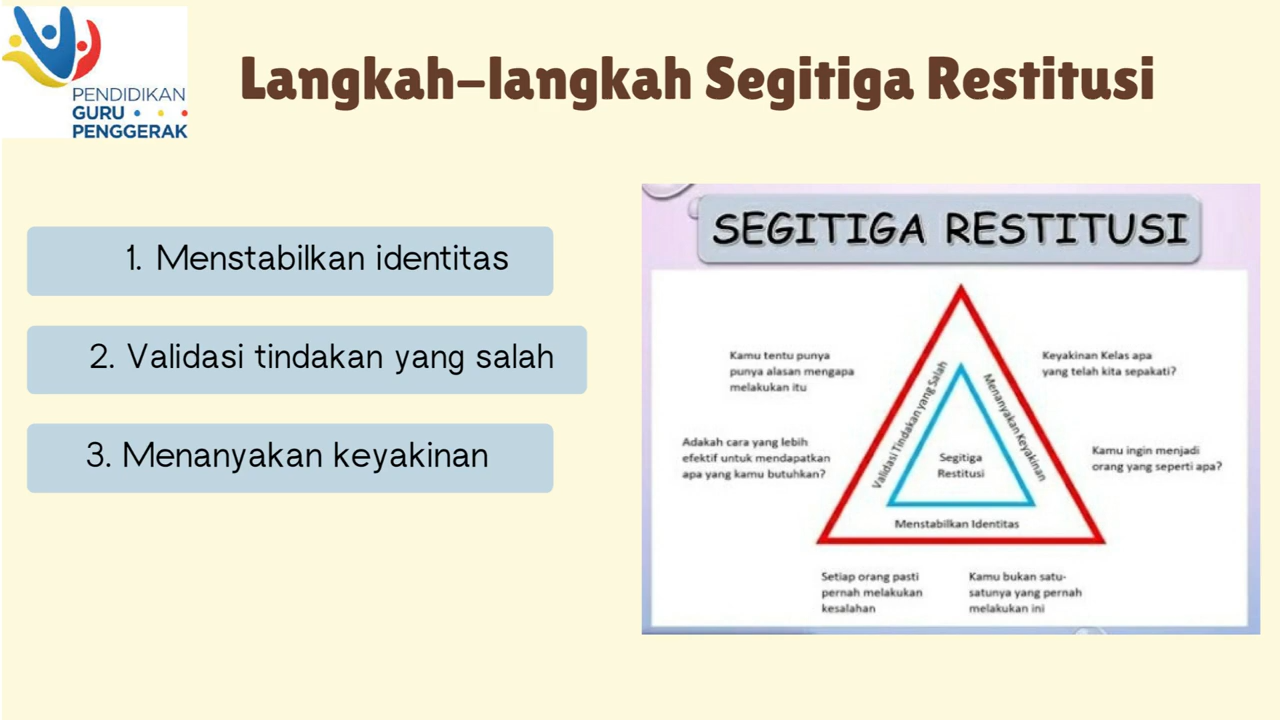 PENDIDIKAN
GURU
PENGGERAK
Langkah-langkah Segitiga Restitusi
1. Menstabilkan identitas
2. Validasi tindakan yang salah
3. Menanyakan keyakinan
SEGITIGA RESTITUSI
Kamu tentu punya
punya alasan mengapa
melakukan itu
Adakah cara yang lebih
efektif untuk mendapatkan
apa yang kamu butuhkan?
Validasi Tindakan yang Salah
Menanyakan Keyakinan
Segitiga
Restitusi
Menstabilkan Identitas
Keyakinan Kelas apa
yang telah kita sepakati?
Kamu ingin menjadi
orang yang seperti apa?
Setiap orang pasti
pernah melakukan
kesalahan
Kamu bukan satu-
satunya yang pernah
melakukan ini